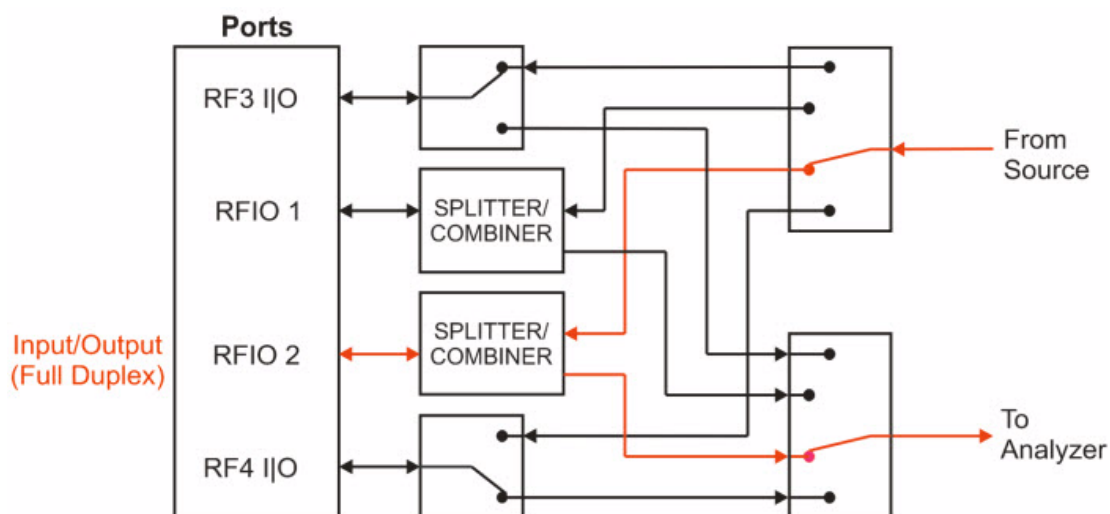 Ports
RF3 I|O
RFIO 1
RFIO 2
RF4 I|O
Input/Output
(Full Duplex)
SPLITTER/
COMBINER
SPLITTER/
COMBINER
From
Source
To
Analyzer